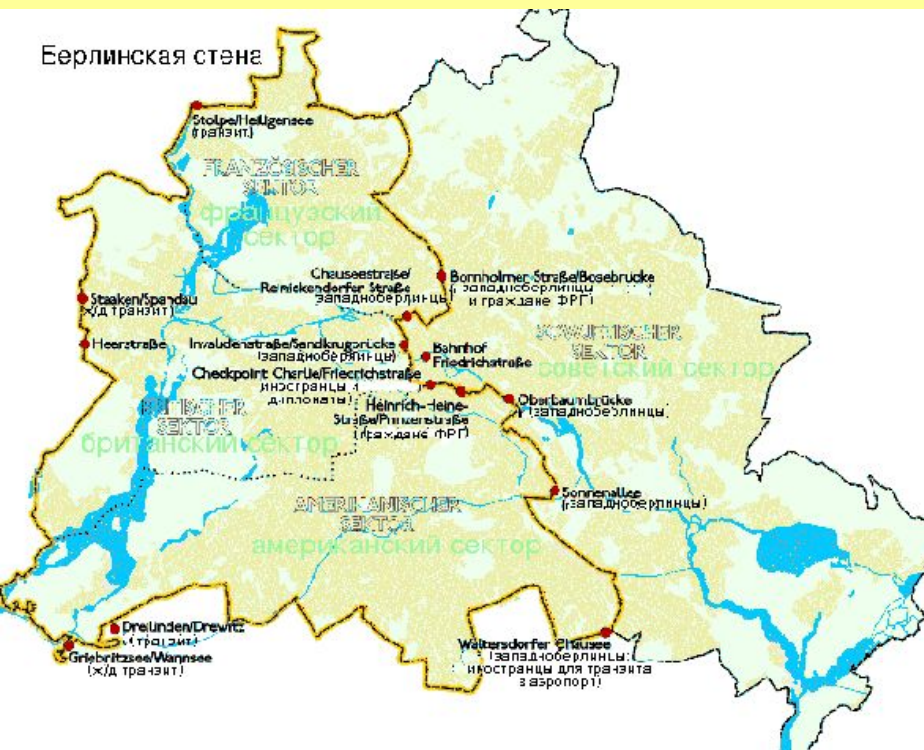 Берлинская стена
Stolpe/Heiligensee
(транзит)
FRANZÖSISCHER
SEKTOR
французский
сектор
Chausseestraße/
Reinickendorfer Straße
западноберлинцы
Bornholmer Straße/Bosebrücke
(западноберлинцы
и граждане ФРГ)
Staaken/Spandau
ж/д транзит)
Heerstraße
Invalidenstraße/Sandkrugbrücke
(западноберлинцы)
Bahnhof
Friedrichstraße
SOWJETISCHER
SEKTOR
советский сектор
Checkpoint Charlie/Friedrichstraße
иностранцы и
дипломаты)
Heinrich-Heine-
Straße/Prinzenstraße
(граждане ФРГ)
Oberbaumbrücke
(западноберлинцы)
BRITISCHER
SEKTOR
британский сектор
Sonnenallee
(западноберлинцы)
AMERIKANISCHER
SEKTOR
американский сектор
Dreilinden/Drewitz
(транзит)
Griebnitzsee/Wannsee
(ж/д транзит)
Waltersdorfer Chausee
(западноберлинцы;
иностранцы для транзита
в аэропорт)